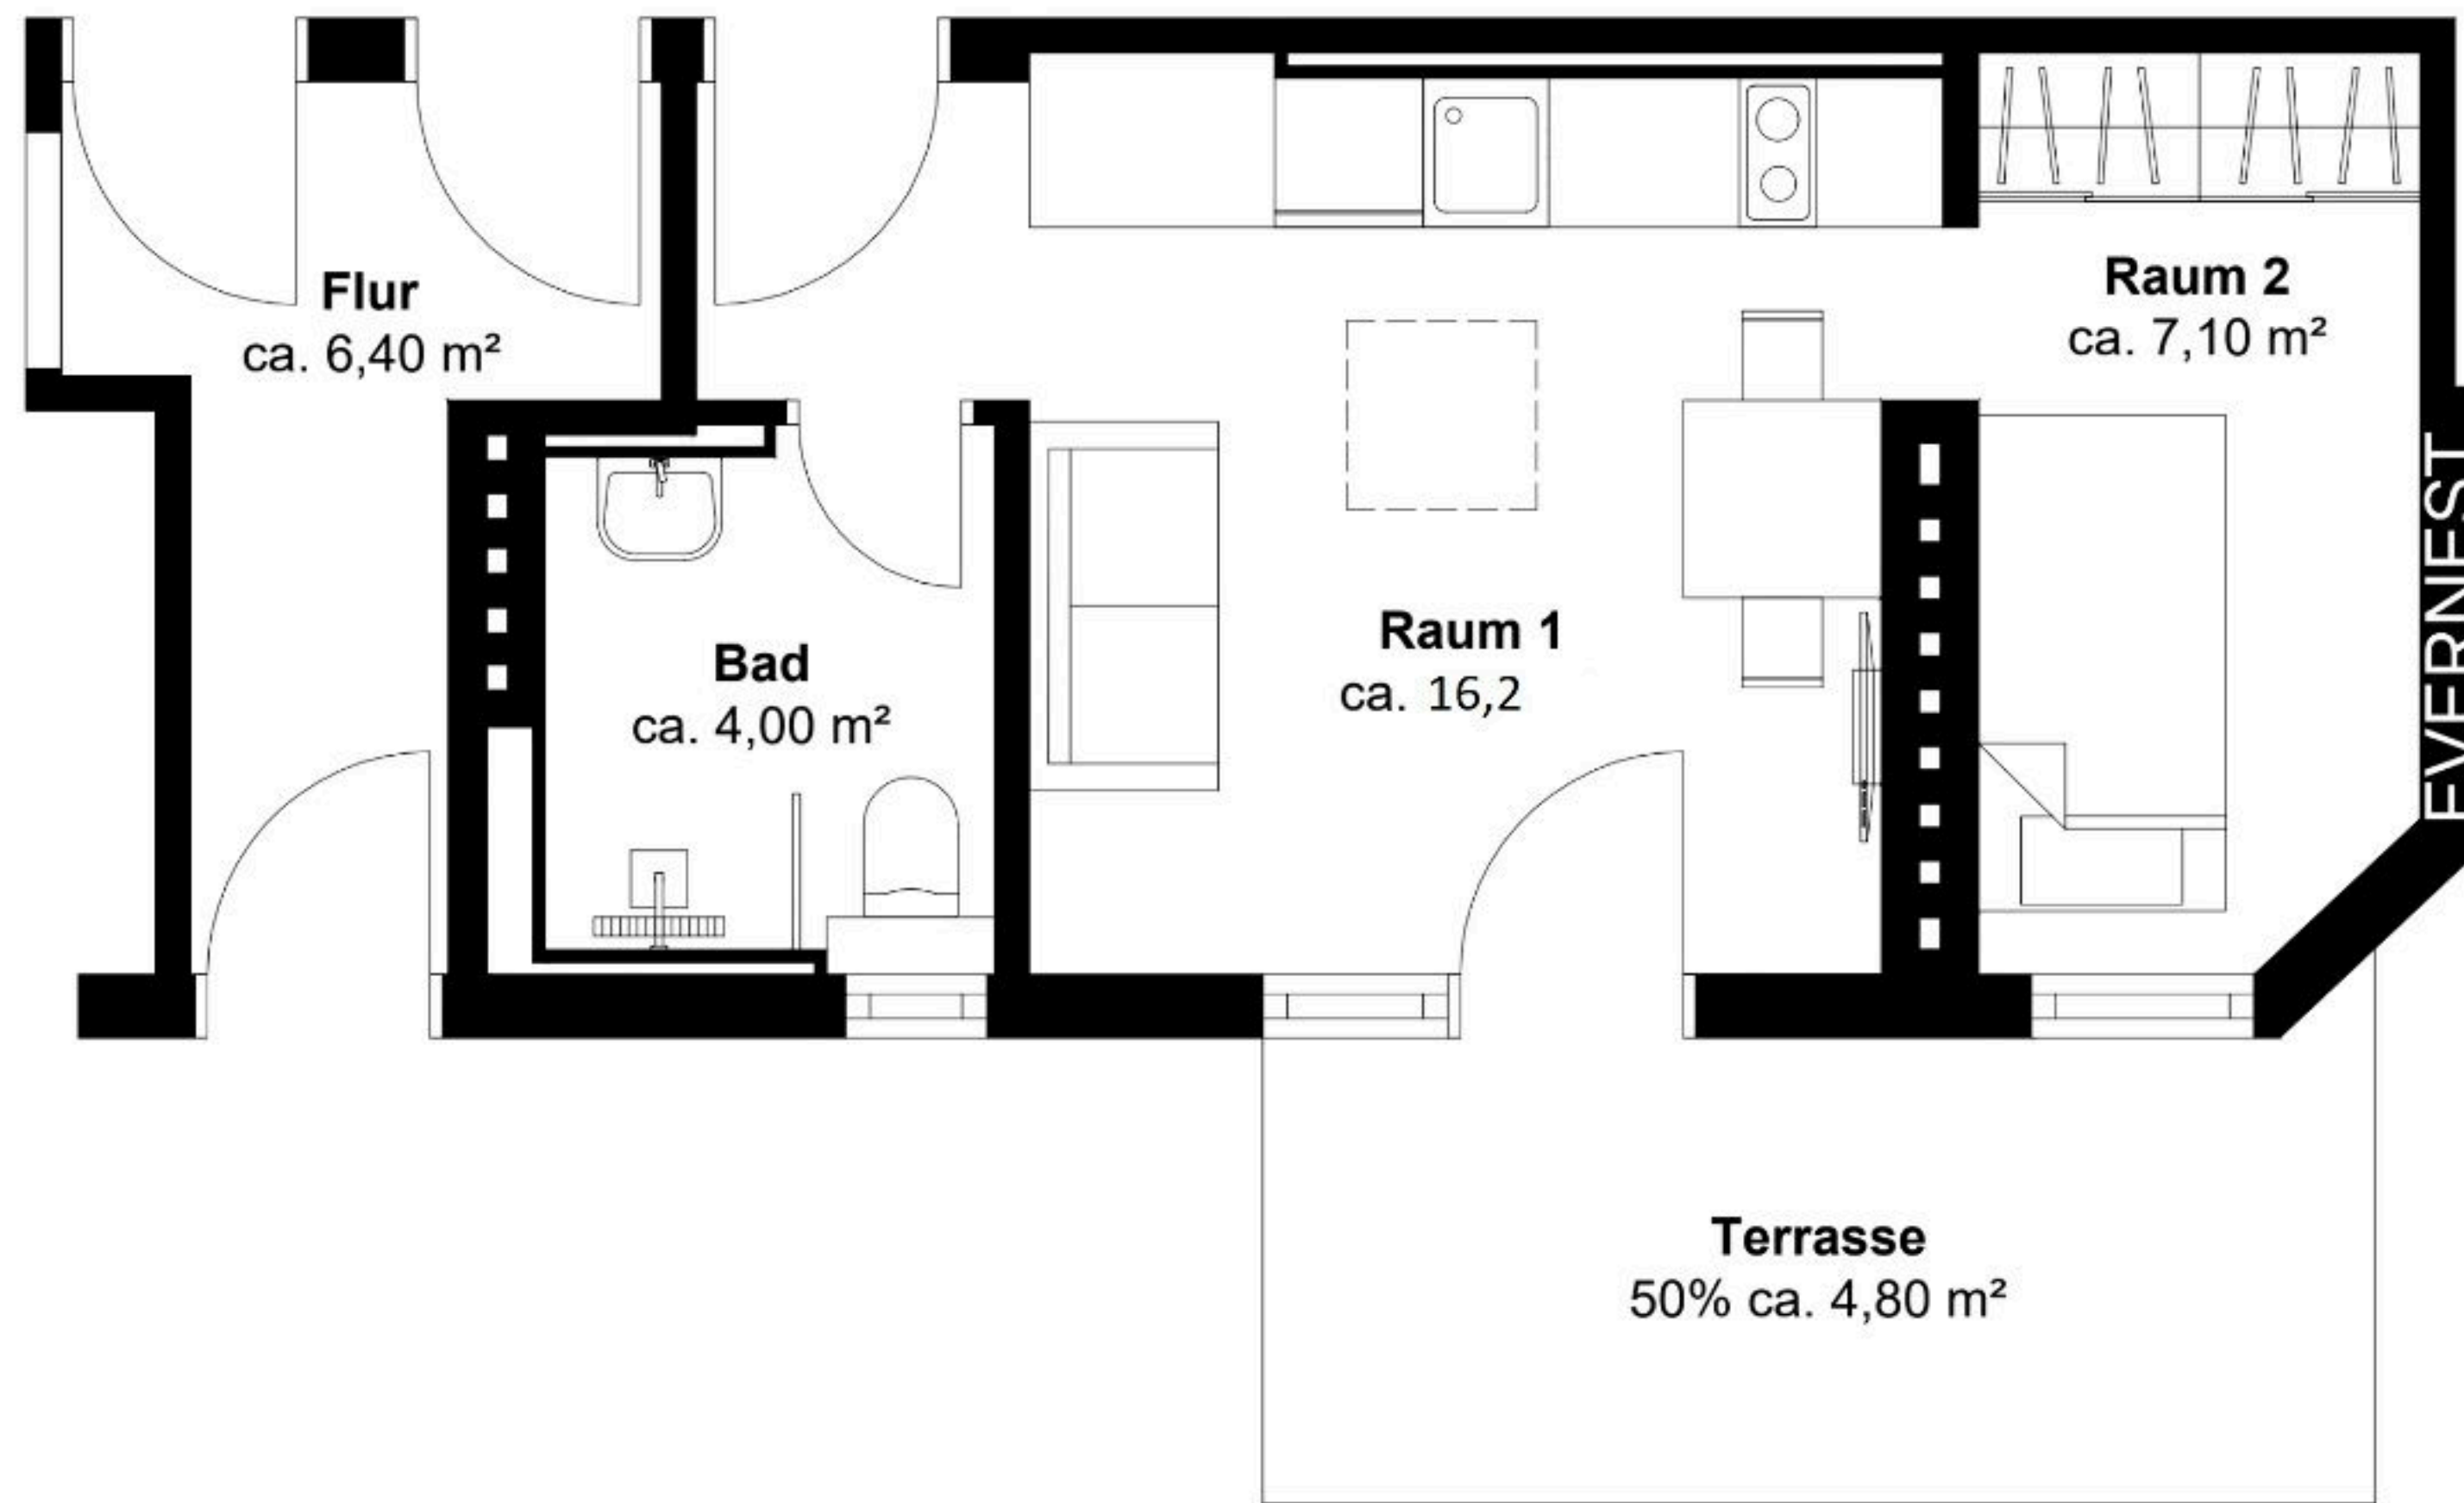 Flur
ca. 6,40 m²
Raum 2
ca. 7,10 m²
Raum 1
ca. 16,2
Bad
ca. 4,00 m²
EVERNEST
Terrasse
50% ca. 4,80 m²